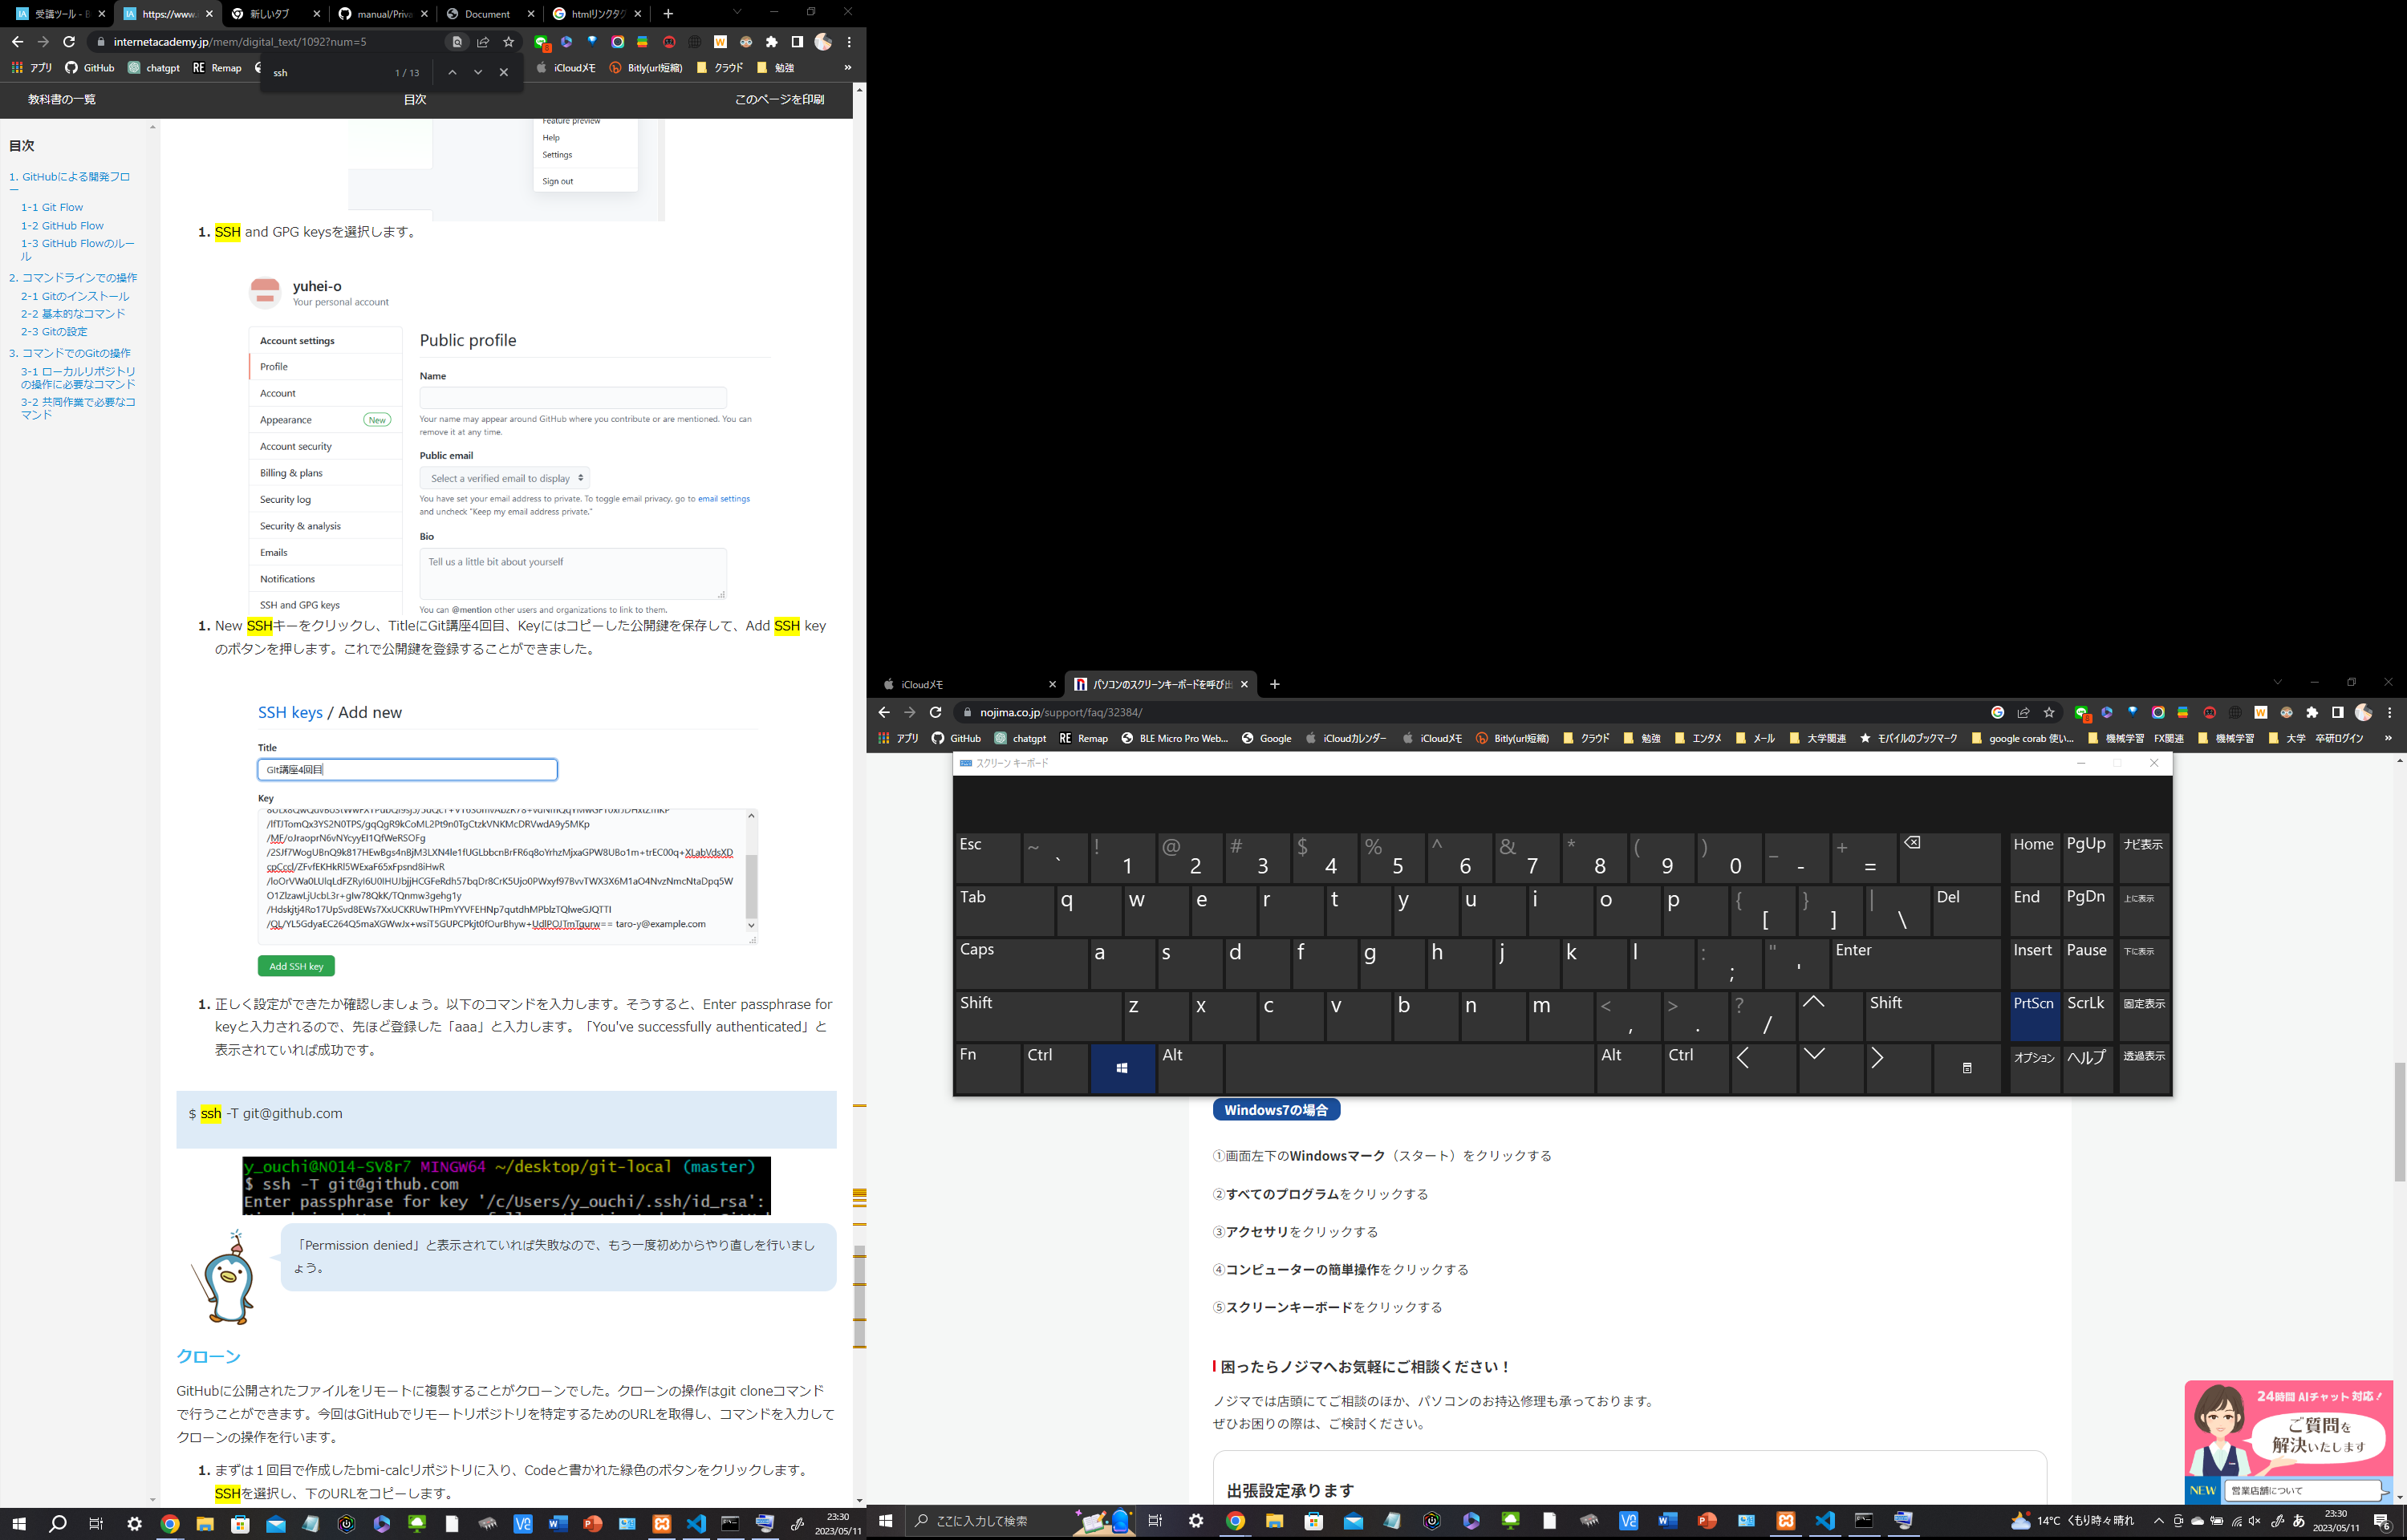 受講ツール - E
https://www.
新しいタブ
manual/Priva
Document
htmlリンクタグ
internetacademy.jp/mem/digital_text/1092?num=5
アプリ GitHub chatgpt RE Remap
ssh 1 / 13
iCloudメモ Bitly(url短縮) クラウド 勉強 »
教科書の一覧 目次 このページを印刷
目次
1. GitHubによる開発フロ
ー
1-1 Git Flow
1-2 GitHub Flow
1-3 GitHub Flowのルー
ル
2. コマンドラインでの操作
2-1 Gitのインストール
2-2 基本的なコマンド
2-3 Gitの設定
3. コマンドでのGitの操作
3-1 ローカルリポジトリ
の操作に必要なコマンド
3-2 共同作業で必要なコ
マンド
Feature preview
Help
Settings
Sign out
1. SSH and GPG keysを選択します。
yuhei-o
Your personal account
Account settings
Profile
Account
Appearance New
Account security
Billing & plans
Security log
Security & analysis
Emails
Notifications
SSH and GPG keys
Public profile
Name
Your name may appear around GitHub where you contribute or are mentioned. You can
remove it at any time.
Public email
Select a verified email to display
You have set your email address to private. To toggle email privacy, go to email settings
and uncheck "Keep my email address private."
Bio
Tell us a little bit about yourself
You can @mention other users and organizations to link to them.
1. New SSHキーをクリックし、TitleにGit講座4回目、Keyにはコピーした公開鍵を保存して、Add SSH key
のボタンを押します。これで公開鍵を登録することができました。
SSH keys / Add new
Title
Git講座4回目
Key
/lfTJTomQx3YS2N0TPS/gqQgR9kCoML2Pt9n0TgCtzkVNKMcDRVwdA9y5MKp
/MF/oJraoprN6vNYcyyEI1QfWeRSOFg
/2SJf7WogUBnQ9k817HEwBgs4nBjM3LXN4Ie1fUGLbbcnBrFR6q8oYrhzMjxaGPW8UBo1m+trEC00q+XLabVdsXD
cpCccl/ZFvfEKHkRl5WExaF65xFpsnd8iHwR
/IoOrVWa0LUlqLdFZRyI6U0IHUJbjjHCGFeRdh57bqDr8CrK5Ujo0PWxyf97BvvTWX3X6M1aO4NvzNmcNtaDpq5W
O1ZIzawLjUcbL3r+gIw78QkK/TQnmw3gehg1y
/Hdskjtj4Ro17UpSvd8EWs7XxUCKRUwTHPmYYVFEHNp7qutdhMPblzTQlweGJQTTI
/QL/YL5GdyaEC264Q5maXGWwJx+wsiT5GUPCPkjt0fOurBhyw+UdlPOJTmTgurw== taro-y@example.com
Add SSH key
1. 正しく設定ができたか確認しましょう。以下のコマンドを入力します。そうすると、Enter passphrase for
keyと入力されるので、先ほど登録した「aaa」と入力します。「You've successfully authenticated」と
表示されていれば成功です。
$ ssh -T git@github.com
y_ouchi@NO14-SV8r7 MINGW64 ~/desktop/git-local (master)
$ ssh -T git@github.com
Enter passphrase for key '/c/Users/y_ouchi/.ssh/id_rsa':
「Permission denied」と表示されていれば失敗なので、もう一度初めからやり直しを行いまし
ょう。
クローン
GitHubに公開されたファイルをリモートに複製することがクローンでした。クローンの操作はgit cloneコマンド
で行うことができます。今回はGitHubでリモートリポジトリを特定するためのURLを取得し、コマンドを入力して
クローンの操作を行います。
1. まずは１回目で作成したbmi-calcリポジトリに入り、Codeと書かれた緑色のボタンをクリックします。
SSHを選択し、下のURLをコピーします。
23:30
2023/05/11
iCloudメモ
パソコンのスクリーンキーボードを呼び出
nojima.co.jp/support/faq/32384/
アプリ GitHub chatgpt RE Remap BLE Micro Pro Web... Google iCloudカレンダー iCloudメモ Bitly(url短縮) クラウド 勉強 エンタメ メール 大学関連 モバイルのブックマーク google corab 使い... 機械学習 FX関連 機械学習 大学 卒研ログイン »
スクリーン キーボード
Esc ~ ` ! 1 @ 2 # 3 $ 4 % 5 ^ 6 & 7 * 8 ( 9 ) 0 _ - + = Home PgUp ナビ表示
Tab q w e r t y u i o p { [ } ] | \ Del End PgDn 上に表示
Caps a s d f g h j k l : ; " ' Enter Insert Pause 下に表示
Shift z x c v b n m < , > . ? / Shift PrtScn ScrLk 固定表示
Fn Ctrl Alt Alt Ctrl オプション ヘルプ 透過表示
Windows7の場合
①画面左下のWindowsマーク（スタート）をクリックする
②すべてのプログラムをクリックする
③アクセサリをクリックする
④コンピューターの簡単操作をクリックする
⑤スクリーンキーボードをクリックする
困ったらノジマへお気軽にご相談ください！
ノジマでは店頭にてご相談のほか、パソコンのお持込修理も承っております。
ぜひお困りの際は、ご検討ください。
出張設定承ります
24時間 AIチャット 対応！
ご質問を
解決いたします
NEW 営業店舗について
ここに入力して検索
14°C くもり時々晴れ
あ
23:30
2023/05/11
6